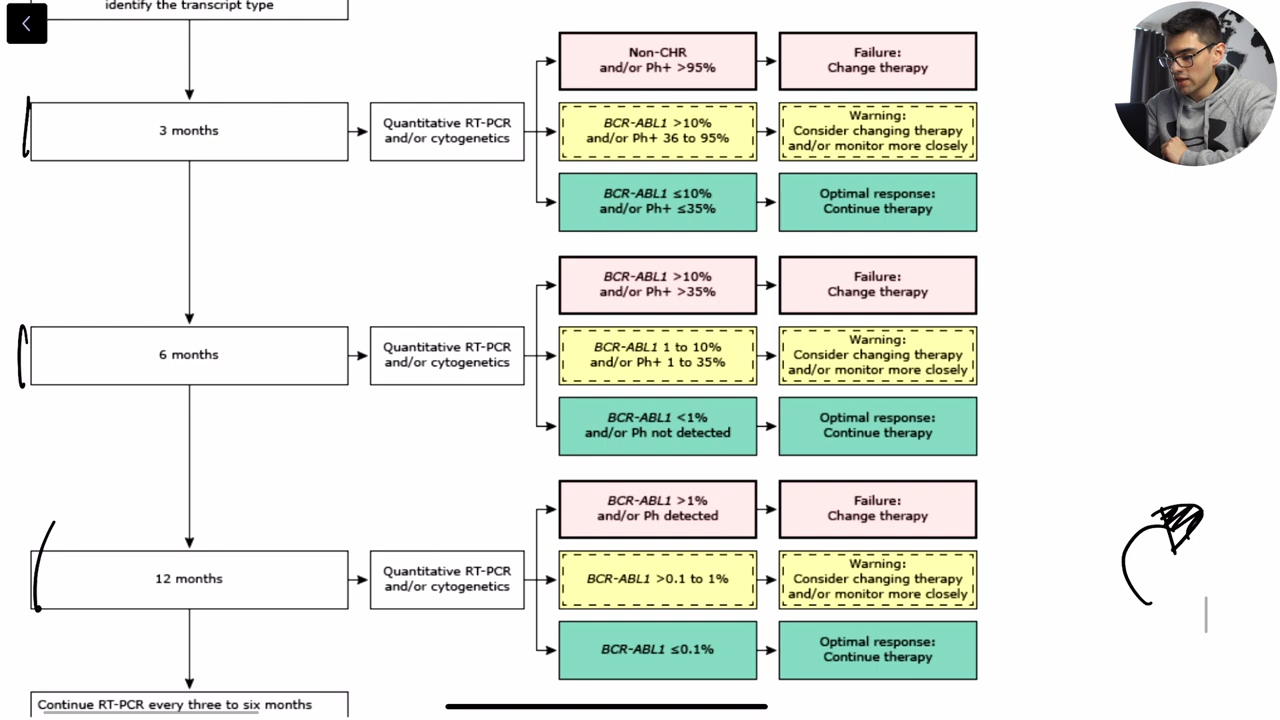 identify the transcript type
3 months
Quantitative RT-PCR
and/or cytogenetics
Non-CHR
and/or Ph+ >95%
Failure:
Change therapy
BCR-ABL1 >10%
and/or Ph+ 36 to 95%
Warning:
Consider changing therapy
and/or monitor more closely
BCR-ABL1 ≤10%
and/or Ph+ ≤35%
Optimal response:
Continue therapy
6 months
Quantitative RT-PCR
and/or cytogenetics
BCR-ABL1 >10%
and/or Ph+ >35%
Failure:
Change therapy
BCR-ABL1 1 to 10%
and/or Ph+ 1 to 35%
Warning:
Consider changing therapy
and/or monitor more closely
BCR-ABL1 <1%
and/or Ph not detected
Optimal response:
Continue therapy
12 months
Quantitative RT-PCR
and/or cytogenetics
BCR-ABL1 >1%
and/or Ph detected
Failure:
Change therapy
BCR-ABL1 >0.1 to 1%
Warning:
Consider changing therapy
and/or monitor more closely
BCR-ABL1 ≤0.1%
Optimal response:
Continue therapy
Continue RT-PCR every three to six months